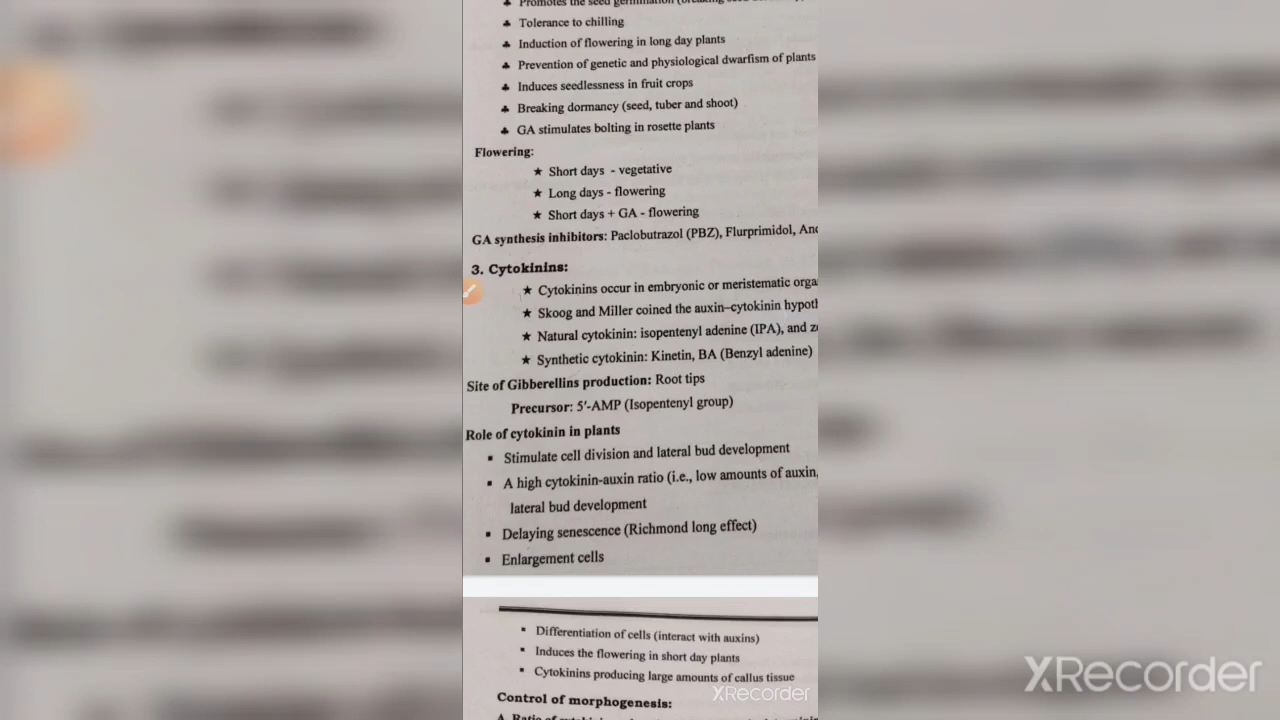 Tolerance to chilling
Induction of flowering in long day plants
Prevention of genetic and physiological dwarfism of plants
Induces seedlessness in fruit crops
Breaking dormancy (seed, tuber and shoot)
GA stimulates bolting in rosette plants
Flowering:
★ Short days - vegetative
★ Long days - flowering
★ Short days + GA - flowering
GA synthesis inhibitors: Paclobutrazol (PBZ), Flurprimidol,
3. Cytokinins:
★ Cytokinins occur in embryonic or meristematic
★ Skoog and Miller coined the auxin–cytokinin
★ Natural cytokinin: isopentenyl adenine (IPA), and
★ Synthetic cytokinin: Kinetin, BA (Benzyl adenine)
Site of Gibberellins production: Root tips
Precursor: 5'-AMP (Isopentenyl group)
Role of cytokinin in plants
▪ Stimulate cell division and lateral bud development
▪ A high cytokinin-auxin ratio (i.e., low amounts of auxin,
lateral bud development
▪ Delaying senescence (Richmond long effect)
▪ Enlargement cells
▪ Differentiation of cells (interact with auxins)
▪ Induces the flowering in short day plants
▪ Cytokinins producing large amounts of callus tissue
Control of morphogenesis:
XRecorder
XRecorder